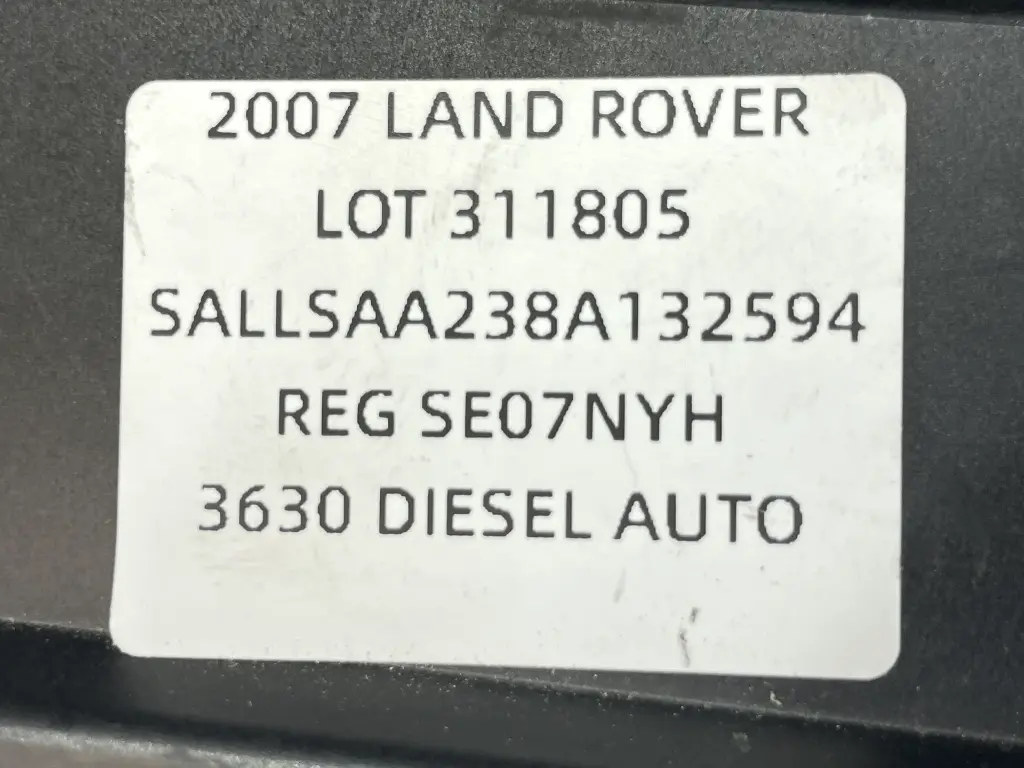 2007 LAND ROVER
LOT 311805
SALLSAA238A132594
REG SE07NYH
3630 DIESEL AUTO